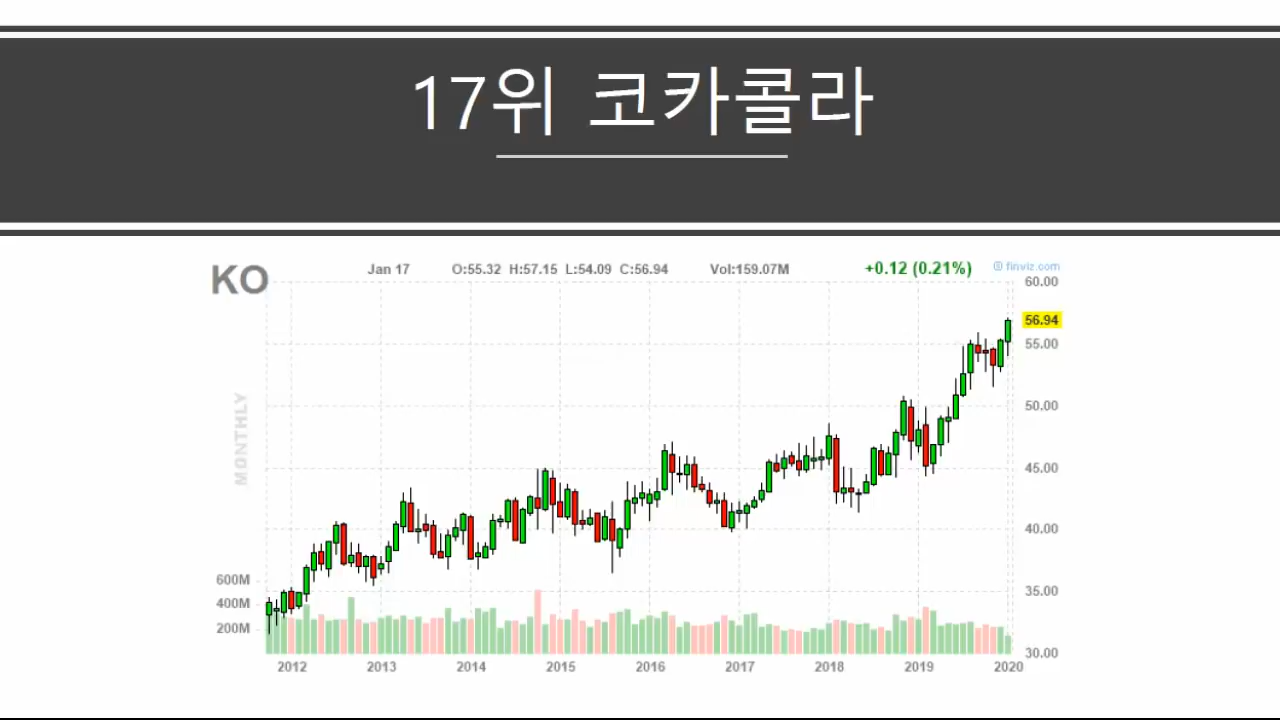 17위 코카콜라
KO Jan 17 O:55.32 H:57.15 L:54.09 C:56.94 Vol:159.07M +0.12 (0.21%) © finviz.com
60.00
56.94
55.00
50.00
MONTHLY
45.00
40.00
600M 35.00
400M
200M
30.00
2012 2013 2014 2015 2016 2017 2018 2019 2020